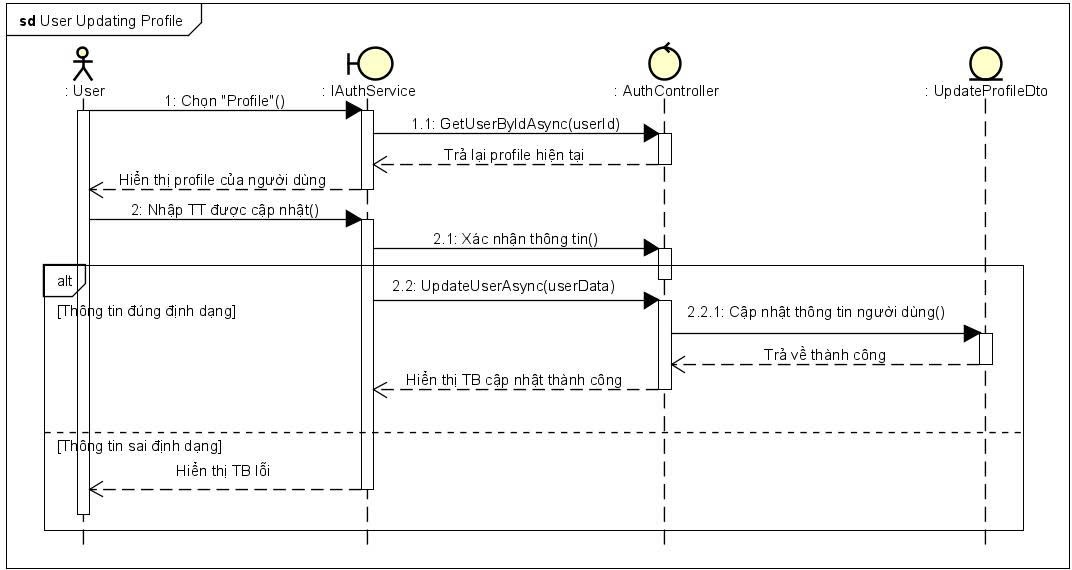 sd User Updating Profile
: User
: IAuthService
: AuthController
: UpdateProfileDto
1: Chọn "Profile"()
1.1: GetUserByIdAsync(userId)
Trả lại profile hiện tại
Hiển thị profile của người dùng
2: Nhập TT được cập nhật()
2.1: Xác nhận thông tin()
alt
2.2: UpdateUserAsync(userData)
[Thông tin đúng định dạng]
2.2.1: Cập nhật thông tin người dùng()
Trả về thành công
Hiển thị TB cập nhật thành công
[Thông tin sai định dạng]
Hiển thị TB lỗi